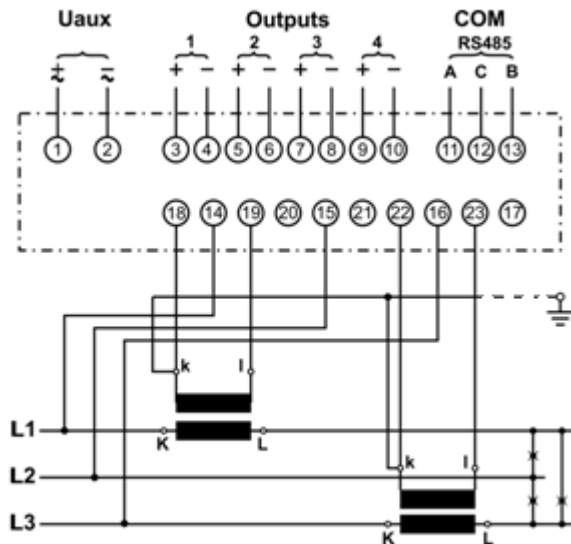 Uaux Outputs COM
1 2 3 4 RS485
+ − + − + − + − + − A C B
1 2 3 4 5 6 7 8 9 10 11 12 13
18 14 19 20 15 21 22 16 23 17
k l
L1
K L
k l
L2
L3
K L